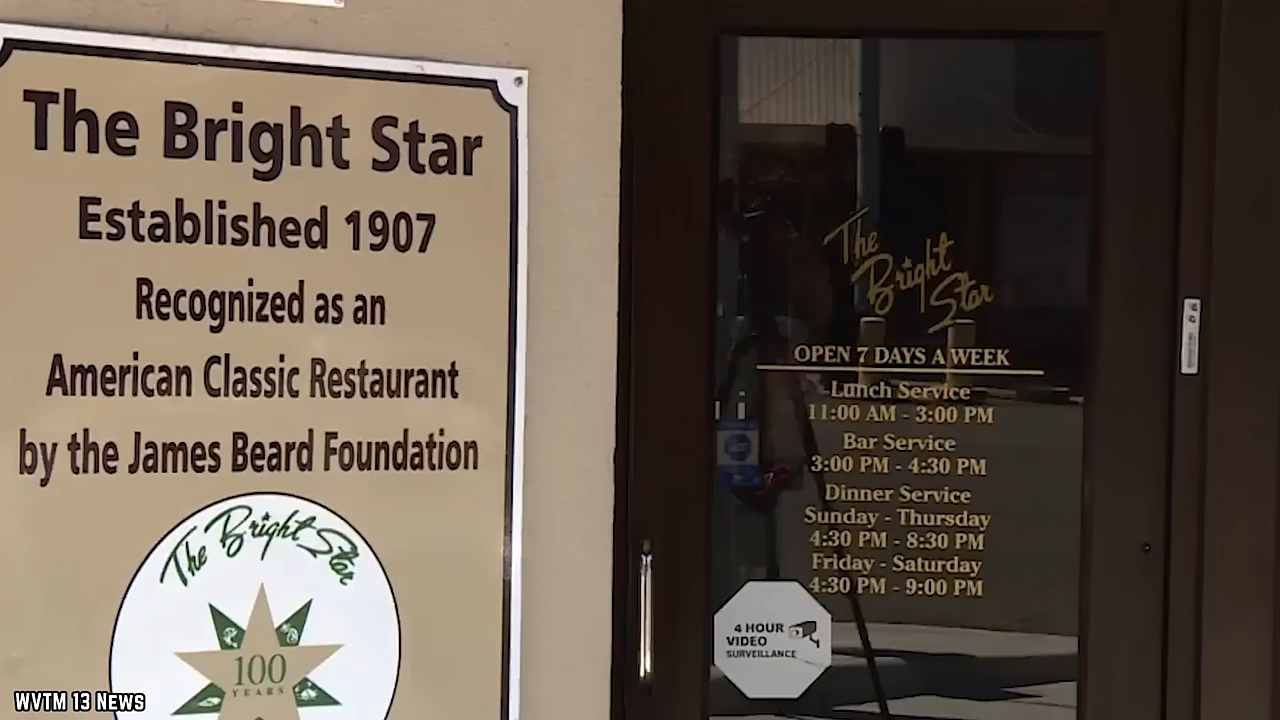 The Bright Star
Established 1907
Recognized as an
American Classic Restaurant
by the James Beard Foundation
The Bright Star
100
YEARS
The
Bright
Star
OPEN 7 DAYS A WEEK
Lunch Service
11:00 AM - 3:00 PM
Bar Service
3:00 PM - 4:30 PM
Dinner Service
Sunday - Thursday
4:30 PM - 8:30 PM
Friday - Saturday
4:30 PM - 9:00 PM
4 HOUR
VIDEO
SURVEILLANCE
WVTM 13 NEWS